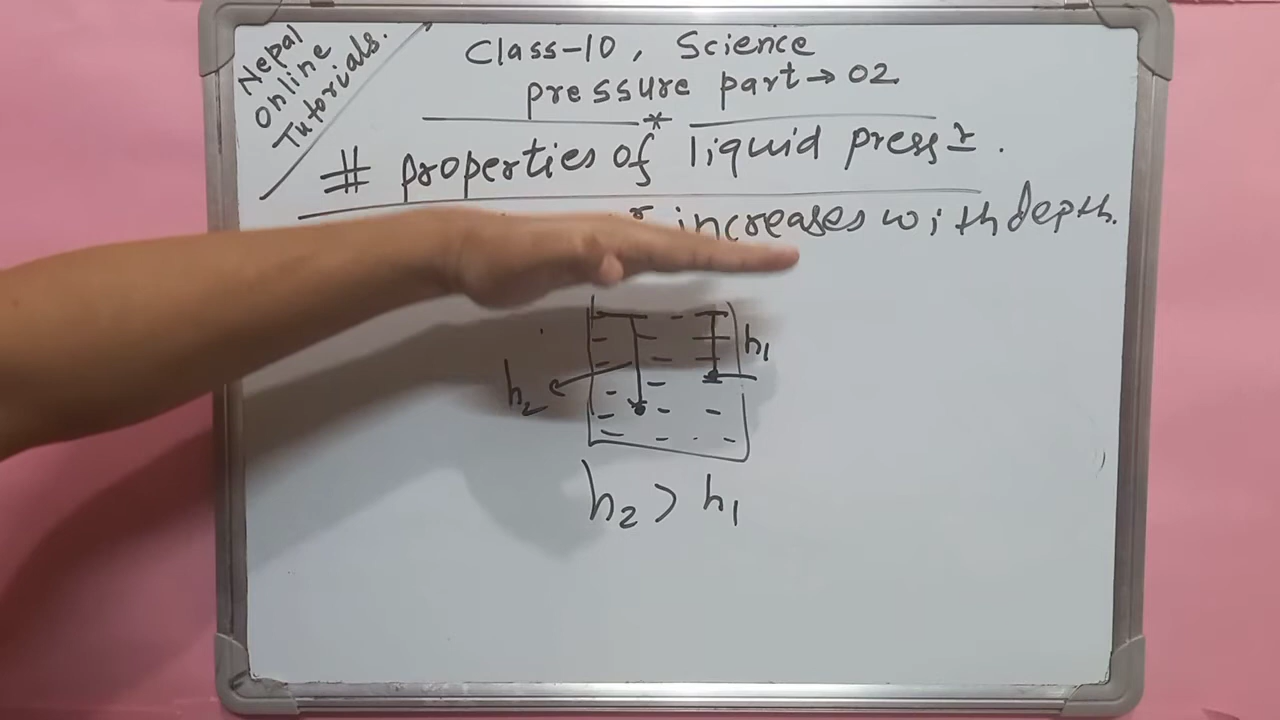 Nepal
Online
Tutorials.
Class-10, Science
pressure part → 02
*
# properties of liquid press r.
r increases with depth.
h1
h2
h2 > h1